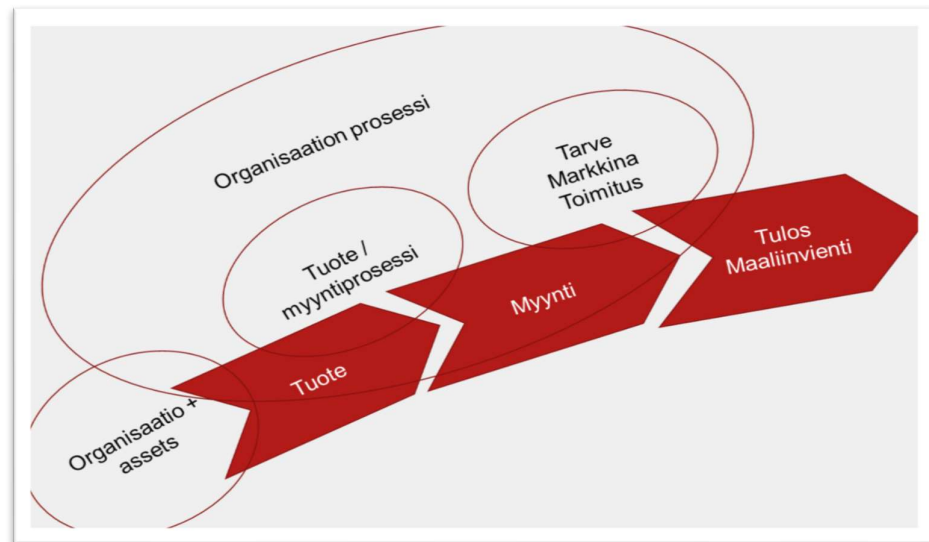 Organisaation prosessi
Tarve
Markkina
Toimitus
Tuote /
myyntiprosessi
Tulos
Maaliinvienti
Myynti
Tuote
Organisaatio +
assets